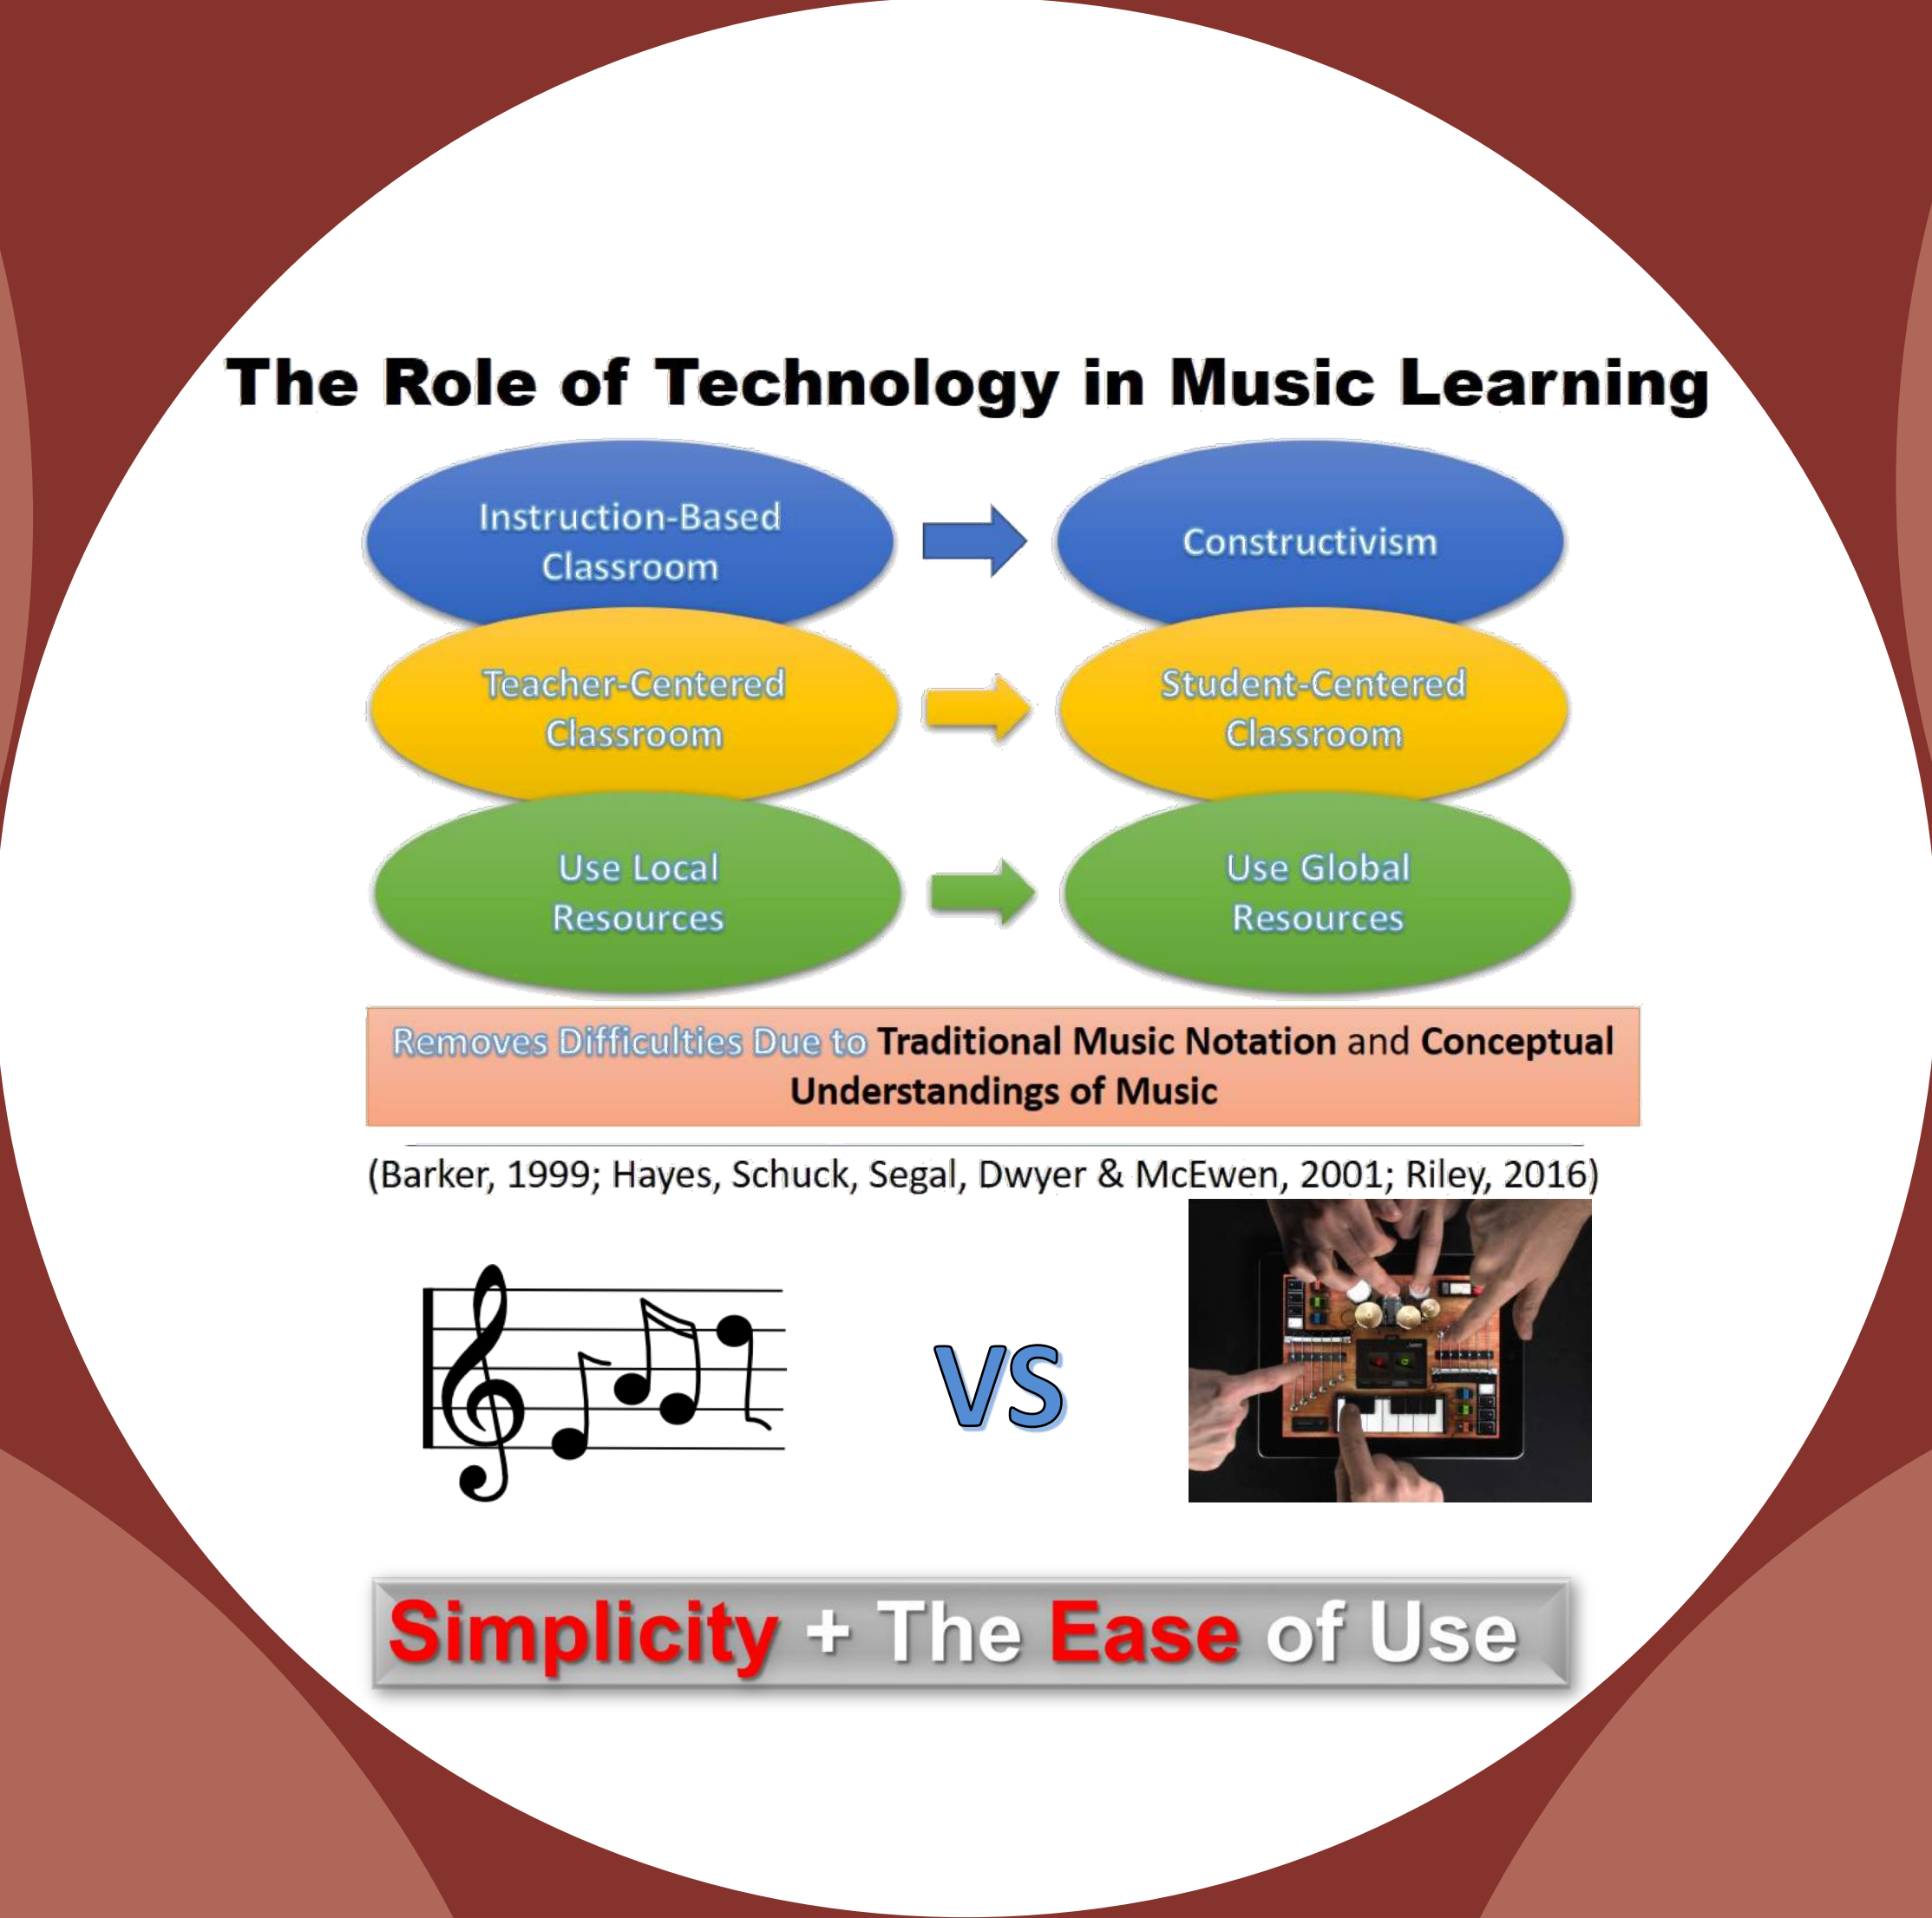 The Role of Technology in Music Learning
Instruction-Based
Classroom
Constructivism
Teacher-Centered
Classroom
Student-Centered
Classroom
Use Local
Resources
Use Global
Resources
Removes Difficulties Due to Traditional Music Notation and Conceptual
Understandings of Music
(Barker, 1999; Hayes, Schuck, Segal, Dwyer & McEwen, 2001; Riley, 2016)
VS
Simplicity + The Ease of Use